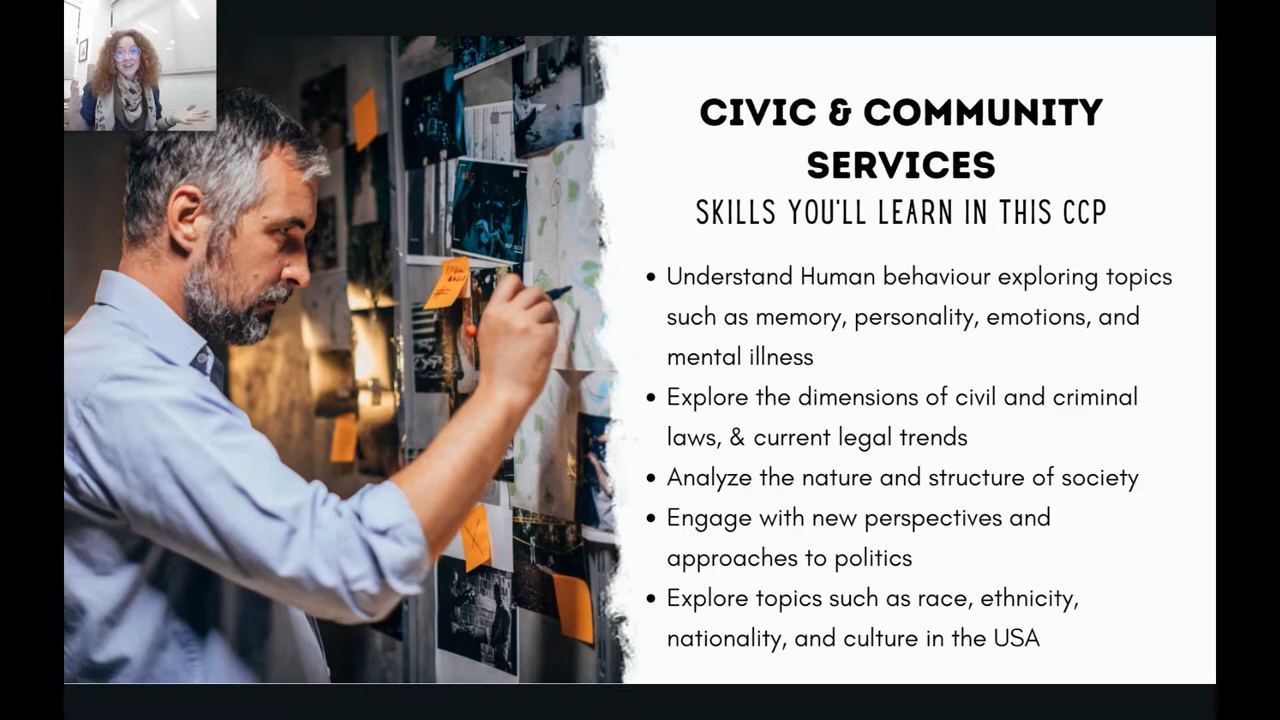 CIVIC & COMMUNITY
SERVICES
SKILLS YOU'LL LEARN IN THIS CCP
• Understand Human behaviour exploring topics
such as memory, personality, emotions, and
mental illness
• Explore the dimensions of civil and criminal
laws, & current legal trends
• Analyze the nature and structure of society
• Engage with new perspectives and
approaches to politics
• Explore topics such as race, ethnicity,
nationality, and culture in the USA